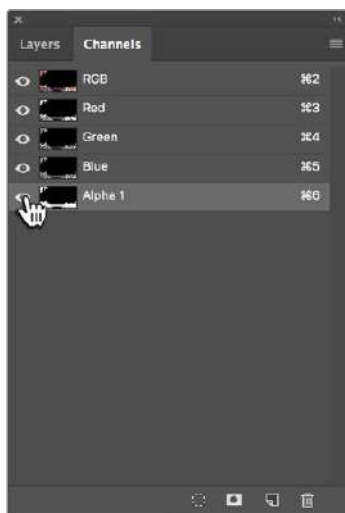 Layers Channels
RGB ⌘2
Red ⌘3
Green ⌘4
Blue ⌘5
Alpha 1 ⌘6